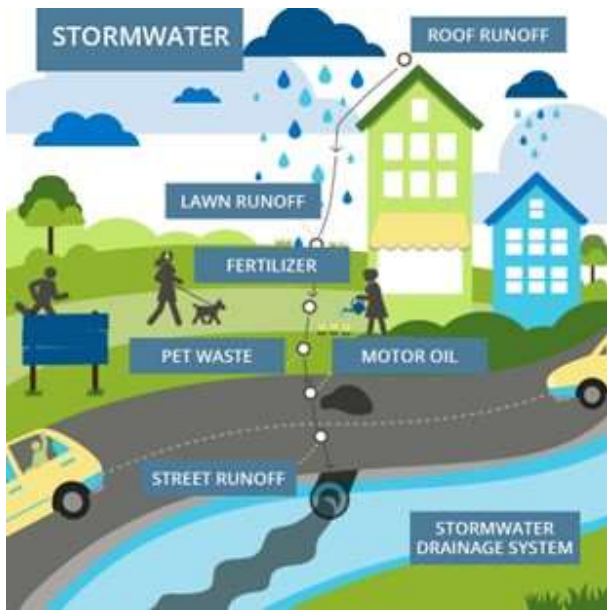 STORMWATER
ROOF RUNOFF
LAWN RUNOFF
FERTILIZER
PET WASTE
MOTOR OIL
STREET RUNOFF
STORMWATER
DRAINAGE SYSTEM